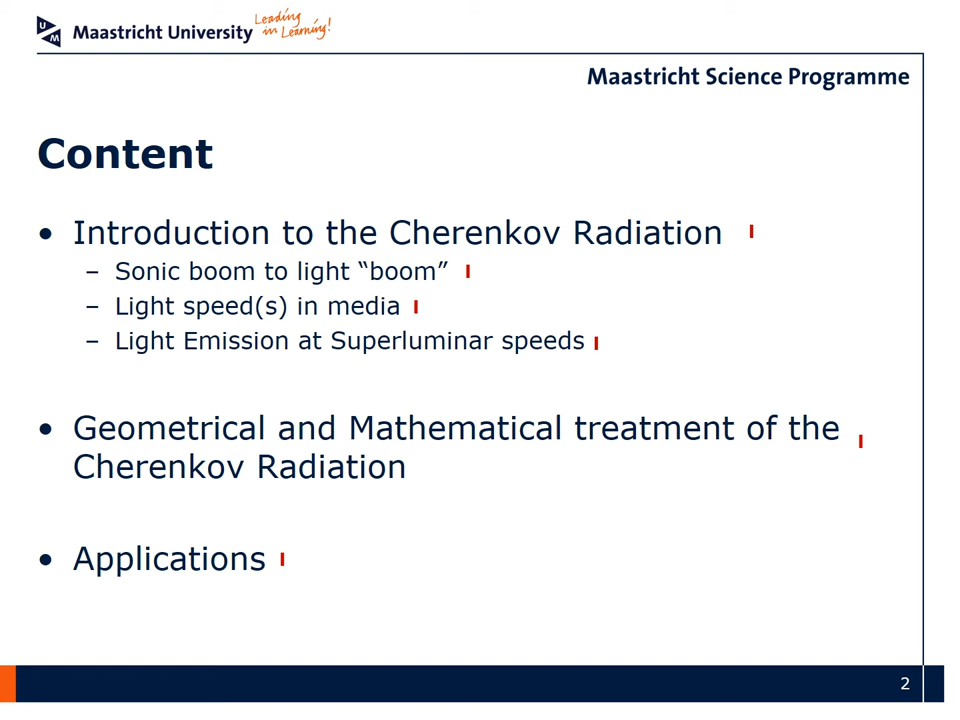 UM Maastricht University Leading in Learning!
Maastricht Science Programme
Content
• Introduction to the Cherenkov Radiation
– Sonic boom to light “boom”
– Light speed(s) in media
– Light Emission at Superluminar speeds
• Geometrical and Mathematical treatment of the
Cherenkov Radiation
• Applications
2